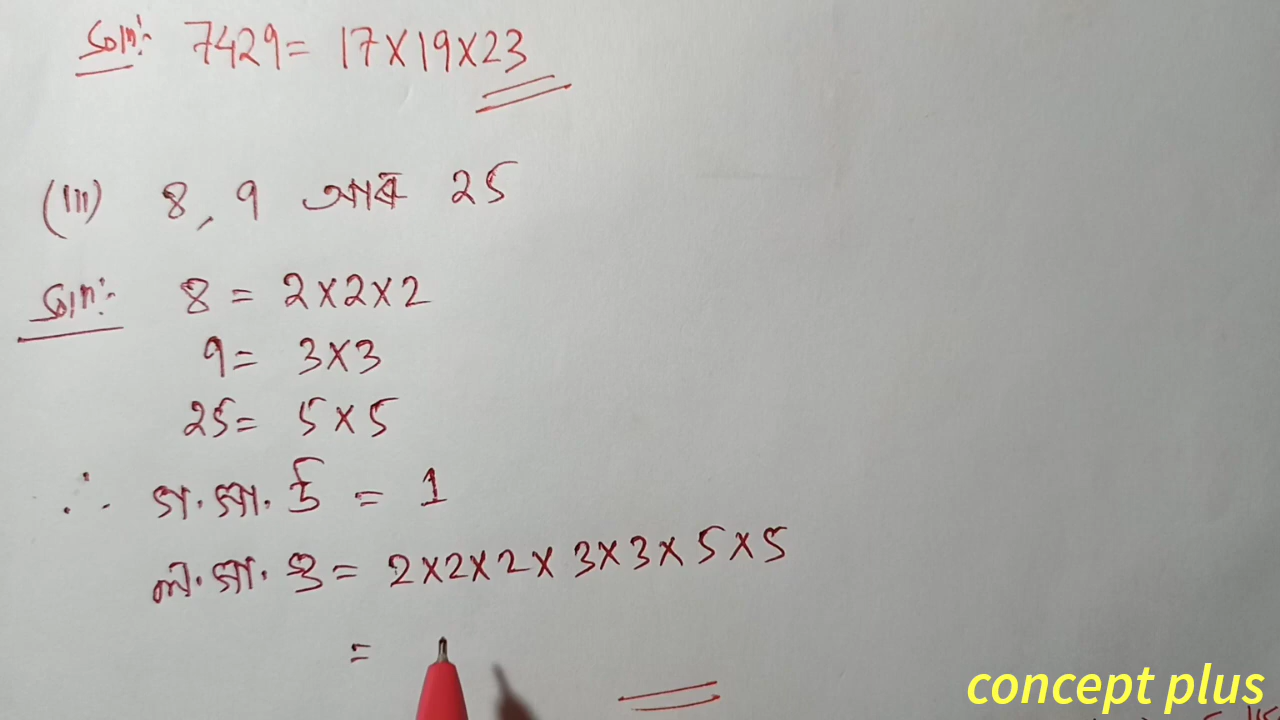 Soln: 7429 = 17×19×23
(iii) 8, 9 আৰু 25
Soln: 8 = 2×2×2
9 = 3×3
25 = 5×5
∴ গ.সা.উ = 1
ল.সা.গু = 2×2×2×3×3×5×5
=
concept plus